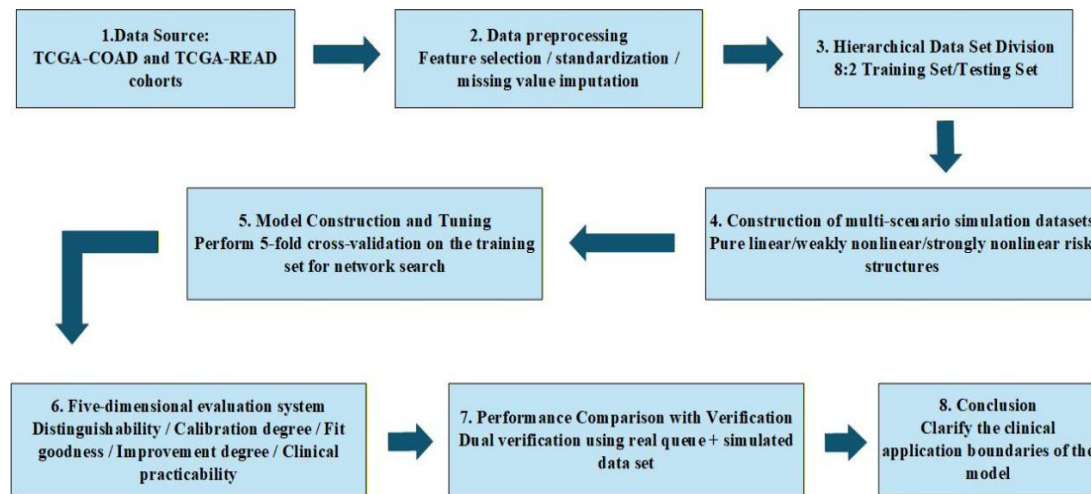 1.Data Source:
TCGA-COAD and TCGA-READ
cohorts
2. Data preprocessing
Feature selection / standardization /
missing value imputation
3. Hierarchical Data Set Division
8:2 Training Set/Testing Set
4. Construction of multi-scenario simulation datasets
Pure linear/weakly nonlinear/strongly nonlinear risk
structures
5. Model Construction and Tuning
Perform 5-fold cross-validation on the training
set for network search
6. Five-dimensional evaluation system
Distinguishability / Calibration degree / Fit
goodness / Improvement degree / Clinical
practicability
7. Performance Comparison with Verification
Dual verification using real queue + simulated
data set
8. Conclusion
Clarify the clinical
application boundaries of the
model